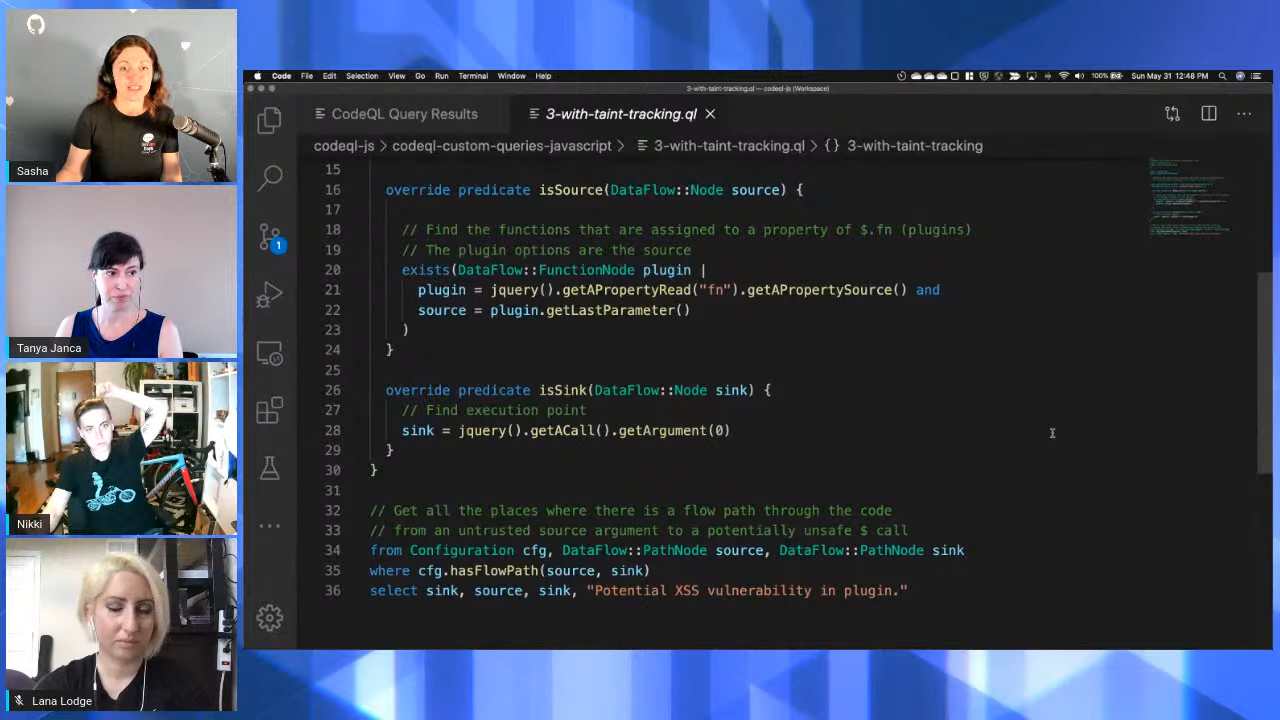 Sasha
Tanya Janca
Nikki
Lana Lodge
Code File Edit Selection View Go Run Terminal Window Help
100% Sun May 31 12:48 PM
3-with-taint-tracking.ql — codeql-js (Workspace)
CodeQL Query Results
3-with-taint-tracking.ql
codeql-js > codeql-custom-queries-javascript > 3-with-taint-tracking.ql > {} 3-with-taint-tracking
1
15
16 override predicate isSource(DataFlow::Node source) {
17
18 // Find the functions that are assigned to a property of $.fn (plugins)
19 // The plugin options are the source
20 exists(DataFlow::FunctionNode plugin |
21 plugin = jquery().getAPropertyRead("fn").getAPropertySource() and
22 source = plugin.getLastParameter()
23 )
24 }
25
26 override predicate isSink(DataFlow::Node sink) {
27 // Find execution point
28 sink = jquery().getACall().getArgument(0)
29 }
30 }
31
32 // Get all the places where there is a flow path through the code
33 // from an untrusted source argument to a potentially unsafe $ call
34 from Configuration cfg, DataFlow::PathNode source, DataFlow::PathNode sink
35 where cfg.hasFlowPath(source, sink)
36 select sink, source, sink, "Potential XSS vulnerability in plugin."